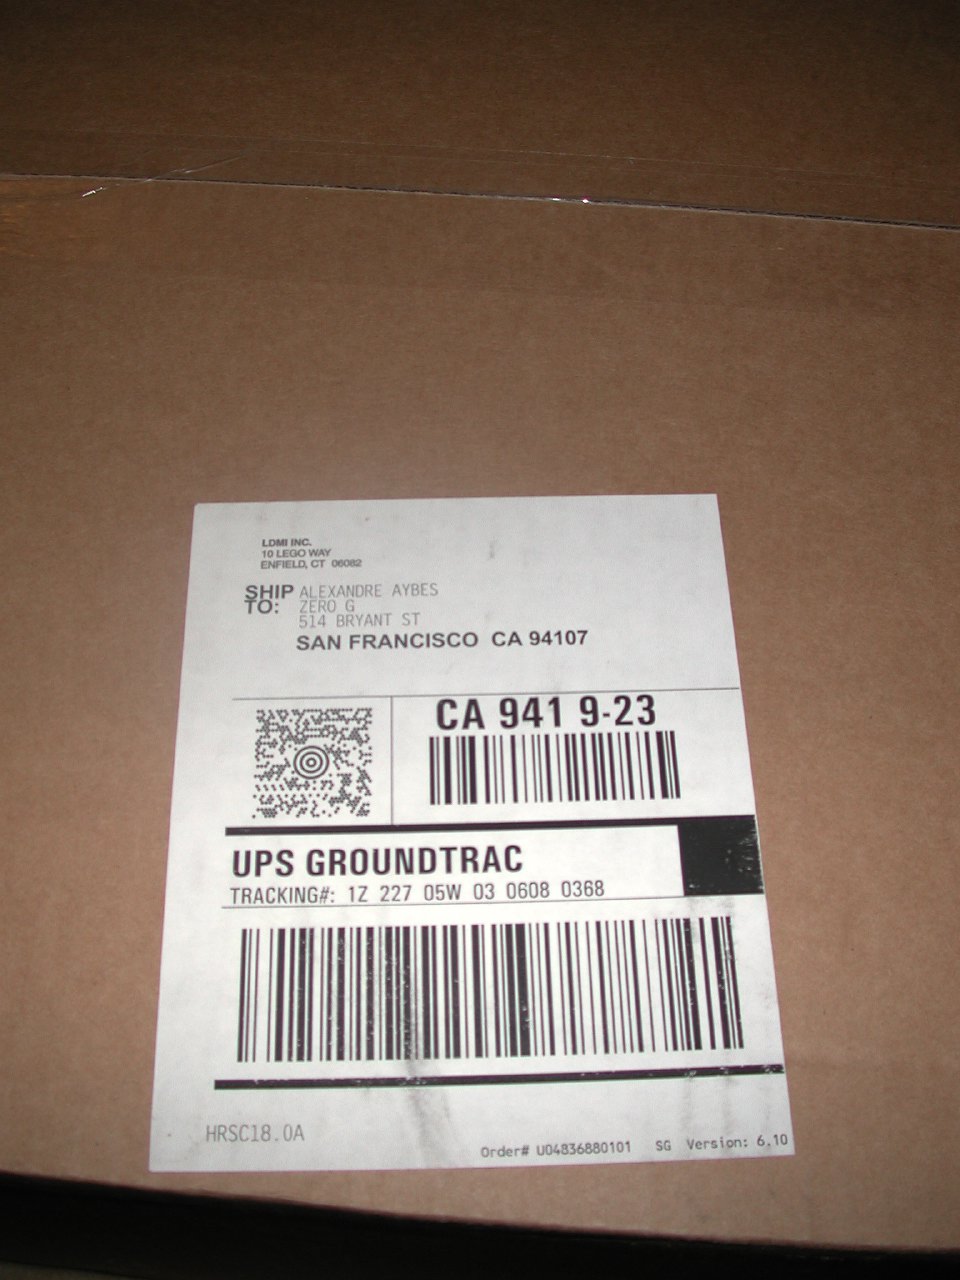 LDMI INC.
10 LEGO WAY
ENFIELD, CT 06082
SHIP TO: ALEXANDRE AYBES
ZERO G
514 BRYANT ST
SAN FRANCISCO CA 94107
CA 941 9-23
UPS GROUNDTRAC
TRACKING#: 1Z 227 05W 03 0608 0368
HRSC18.0A
Order# U04836880101 SG Version: 6.10